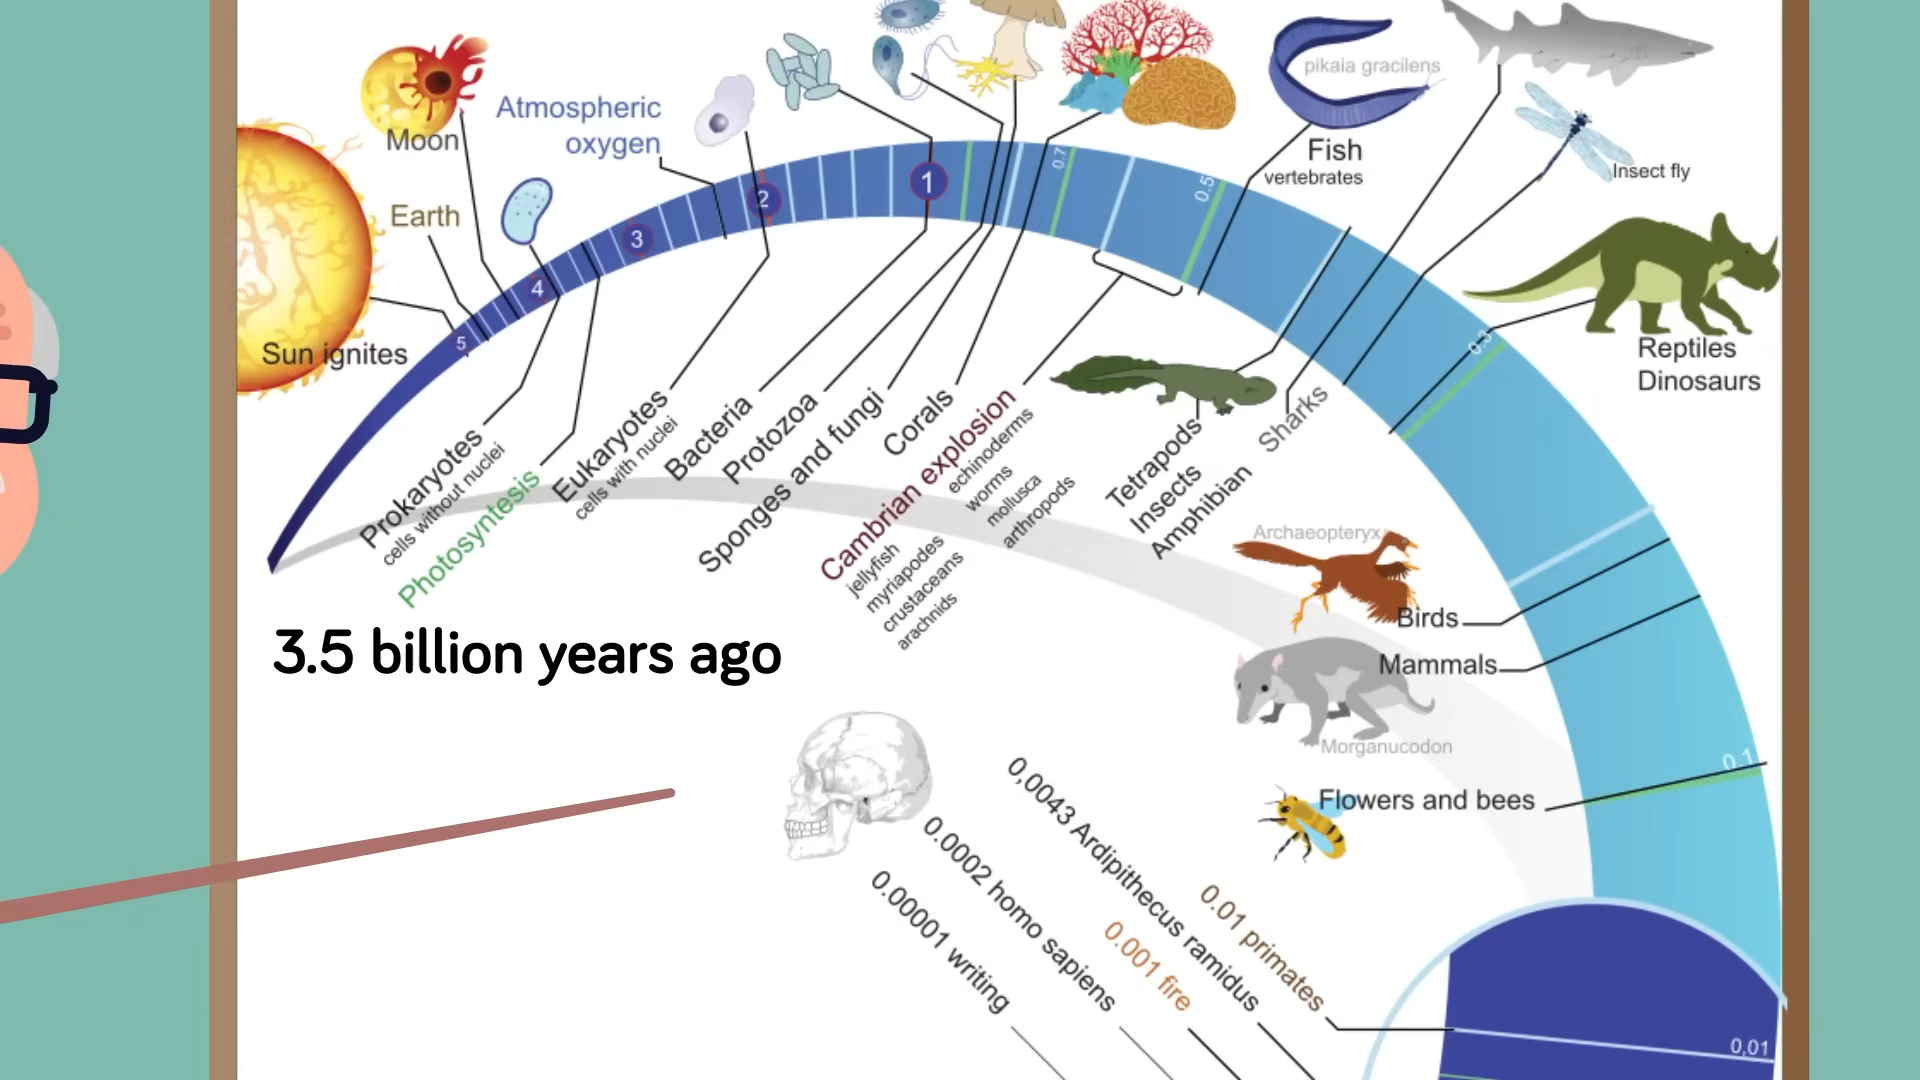 pikaia gracilens
Moon
Atmospheric
oxygen
Fish
vertebrates
Insect fly
Earth
Sun ignites
5
4
3
2
1
0.7
0.5
0.3
0.1
Reptiles
Dinosaurs
Prokaryotes
cells without nuclei
Photosyntesis
Eukaryotes
cells with nuclei
Bacteria
Protozoa
Sponges and fungi
Corals
Cambrian explosion
echinoderms
worms
mollusca
arthropods
jellyfish
myriapodes
crustaceans
arachnids
Tetrapods
Insects
Amphibian
Sharks
Archaeopteryx
Birds
Mammals
Morganucodon
Flowers and bees
3.5 billion years ago
0,0043 Ardipithecus ramidus
0.0002 homo sapiens
0.00001 writing
0.01 primates
0.001 fire
0,01